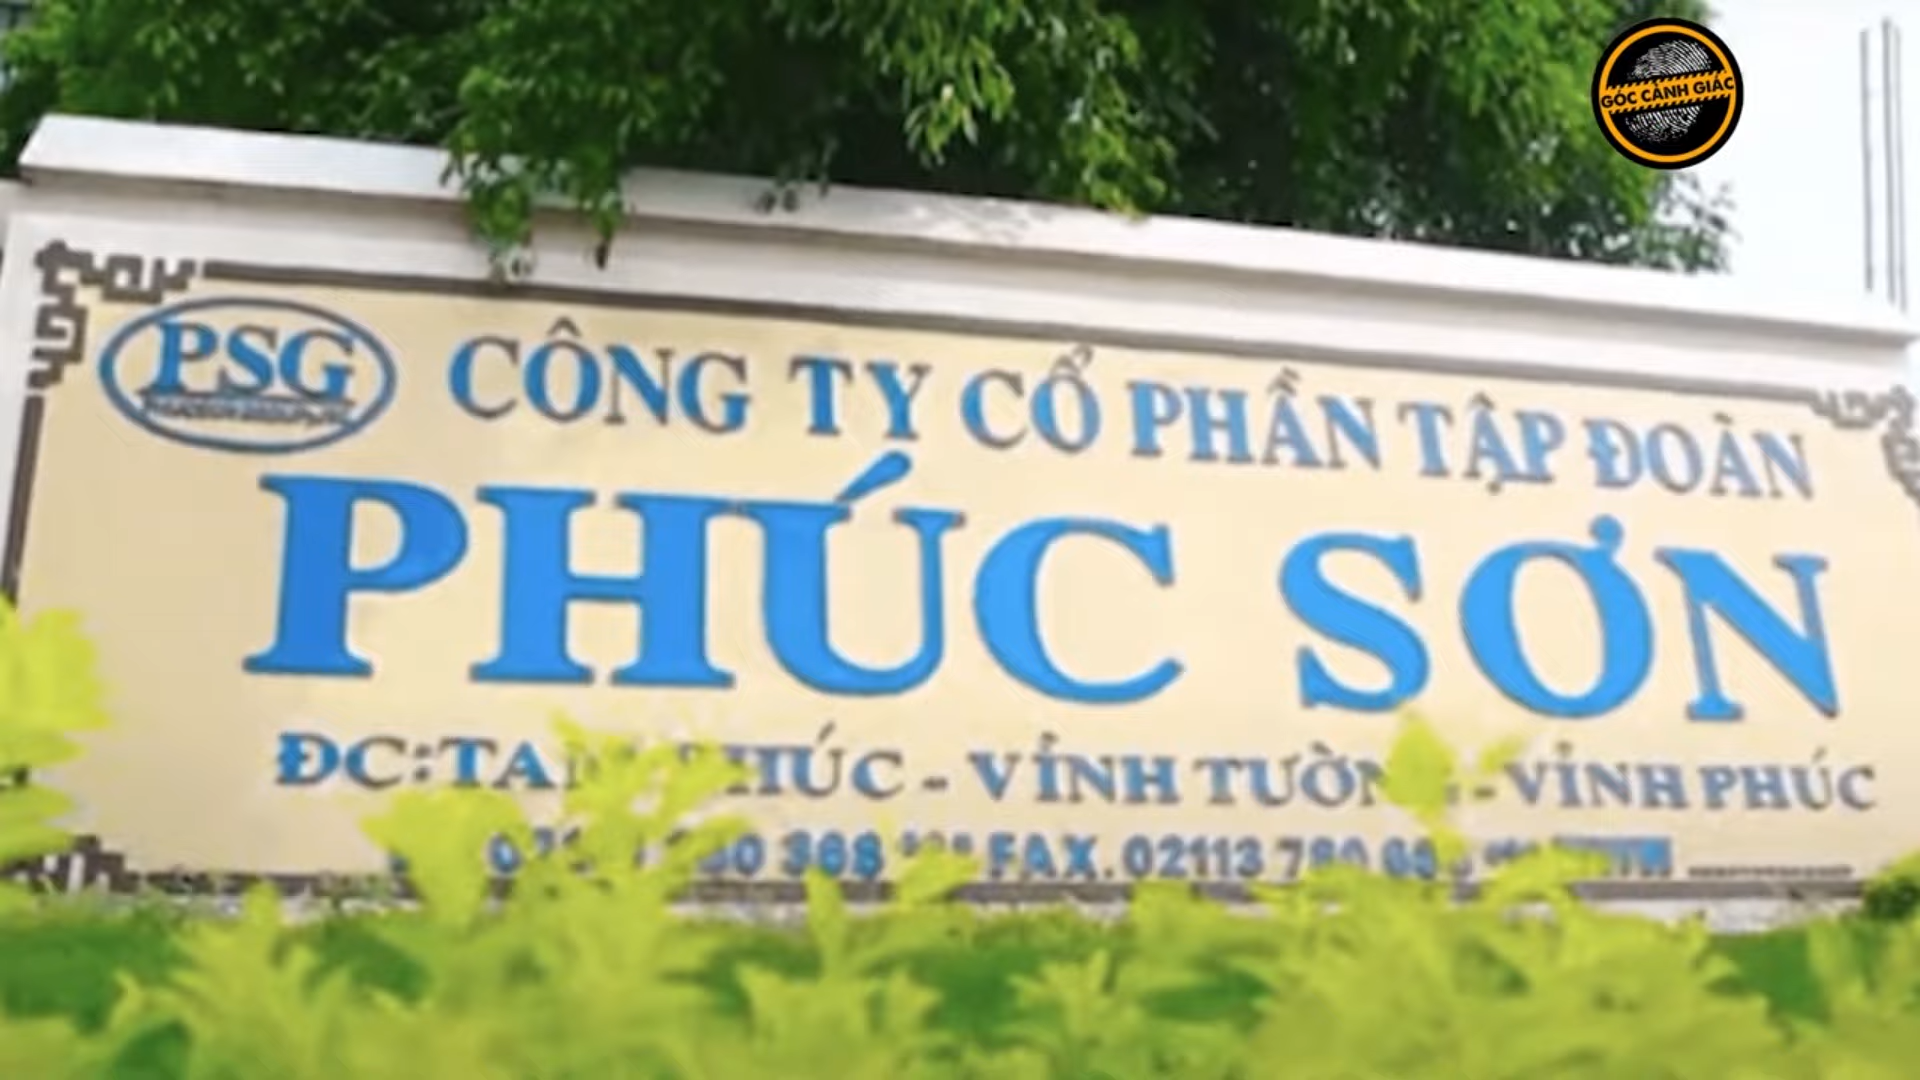 GÓC CẢNH GIÁC
PSG
CÔNG TY CỔ PHẦN TẬP ĐOÀN
PHÚC SƠN
ĐC: PHÚC - VĨNH TƯỜNG - VĨNH PHÚC
368 FAX. 02113